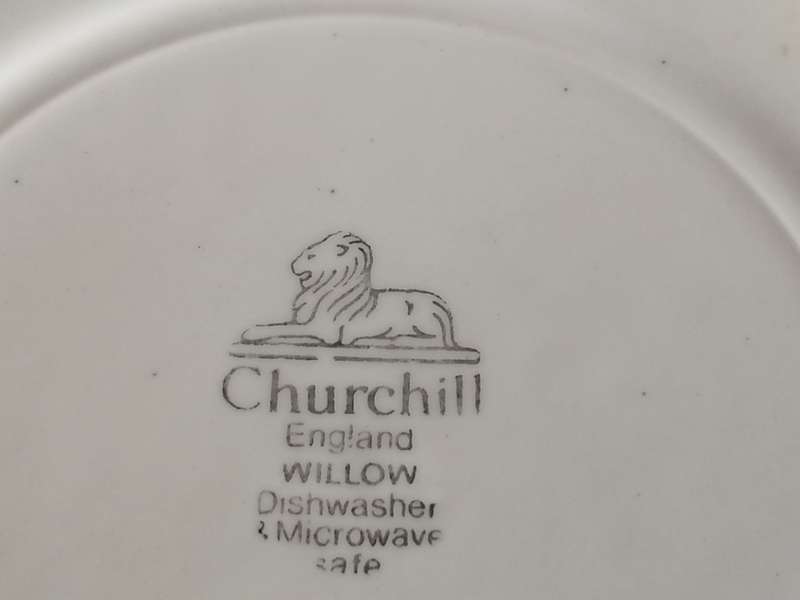 Churchill
England
WILLOW
Dishwasher
& Microwave
safe